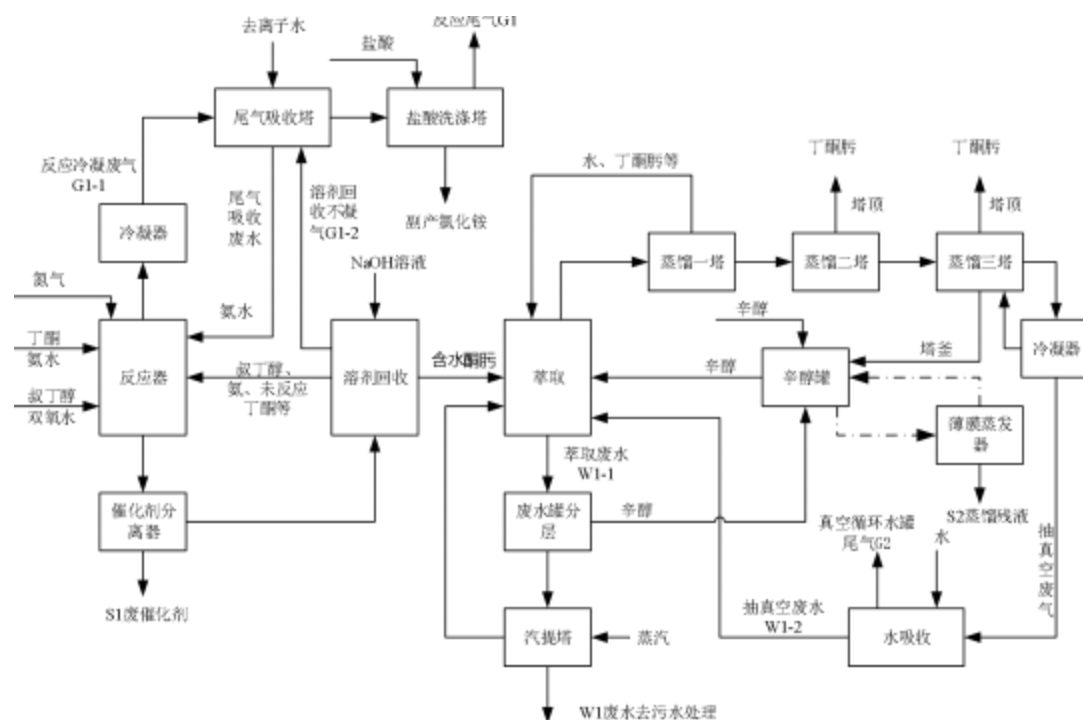 反应尾气G1
去离子水
盐酸
尾气吸收塔
盐酸洗涤塔
反应冷凝废气
G1-1
尾气
吸收
废水
溶剂回
收不凝
气G1-2
副产氯化铵
水、丁酮肟等
丁酮肟
塔顶
丁酮肟
塔顶
冷凝器
蒸馏一塔
蒸馏二塔
蒸馏三塔
NaOH溶液
氨水
辛醇
丁酮
氨水
反应器
叔丁醇、
氨、未反应
丁酮等
溶剂回收
含水酮肟
萃取
辛醇
辛醇罐
塔釜
冷凝器
叔丁醇
双氧水
薄膜蒸发
器
萃取废水
W1-1
催化剂分
离器
废水罐分
层
辛醇
S2蒸馏残液
真空循环水罐
尾气G2
水
抽
真
空
废
气
S1废催化剂
汽提塔
蒸汽
抽真空废水
W1-2
水吸收
W1废水去污水处理